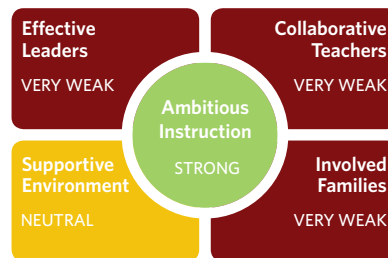 Effective
Leaders
VERY WEAK
Collaborative
Teachers
VERY WEAK
Ambitious
Instruction
STRONG
Supportive
Environment
NEUTRAL
Involved
Families
VERY WEAK